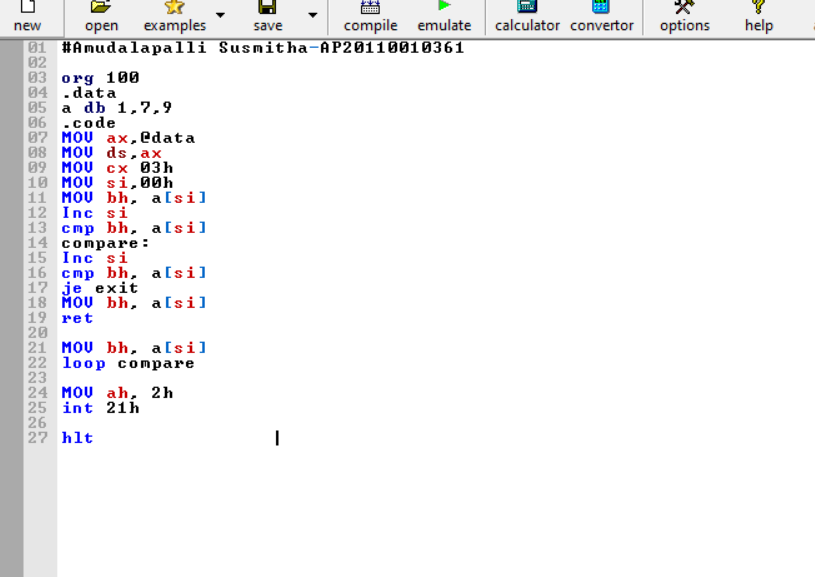 new open examples save compile emulate calculator convertor options help
01 #Amudalapalli Susmitha-AP20110010361
02
03 org 100
04 .data
05 a db 1,7,9
06 .code
07 MOV ax,@data
08 MOV ds,ax
09 MOV cx 03h
10 MOV si,00h
11 MOV bh, a[si]
12 Inc si
13 cmp bh, a[si]
14 compare:
15 Inc si
16 cmp bh, a[si]
17 je exit
18 MOV bh, a[si]
19 ret
20
21 MOV bh, a[si]
22 loop compare
23
24 MOV ah, 2h
25 int 21h
26
27 hlt